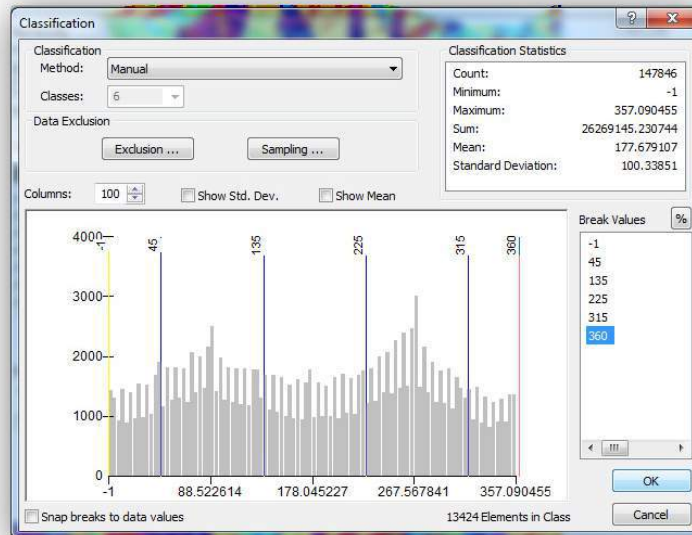 Classification
Classification
Method: Manual
Classes: 6
Data Exclusion
Exclusion ...
Sampling ...
Classification Statistics
Count: 147846
Minimum: -1
Maximum: 357.090455
Sum: 26269145.230744
Mean: 177.679107
Standard Deviation: 100.33851
Columns: 100
Show Std. Dev.
Show Mean
Break Values
%
-1
45
135
225
315
360
4000
3000
2000
1000
0
-1
45
135
225
315
360
-1
88.522614
178.045227
267.567841
357.090455
OK
Snap breaks to data values
13424 Elements in Class
Cancel